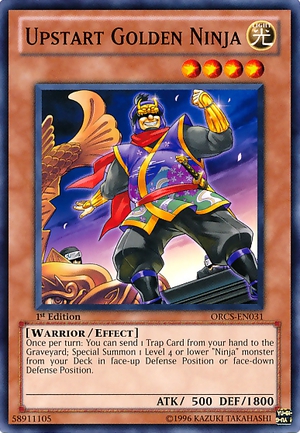 UPSTART GOLDEN NINJA
LIGHT
光
1st Edition
ORCS-EN031
[WARRIOR/EFFECT]
Once per turn: You can send 1 Trap Card from your hand to the
Graveyard; Special Summon 1 Level 4 or lower "Ninja" monster
from your Deck in face-up Defense Position or face-down
Defense Position.
ATK/ 500 DEF/1800
58911105
©1996 KAZUKI TAKAHASHI